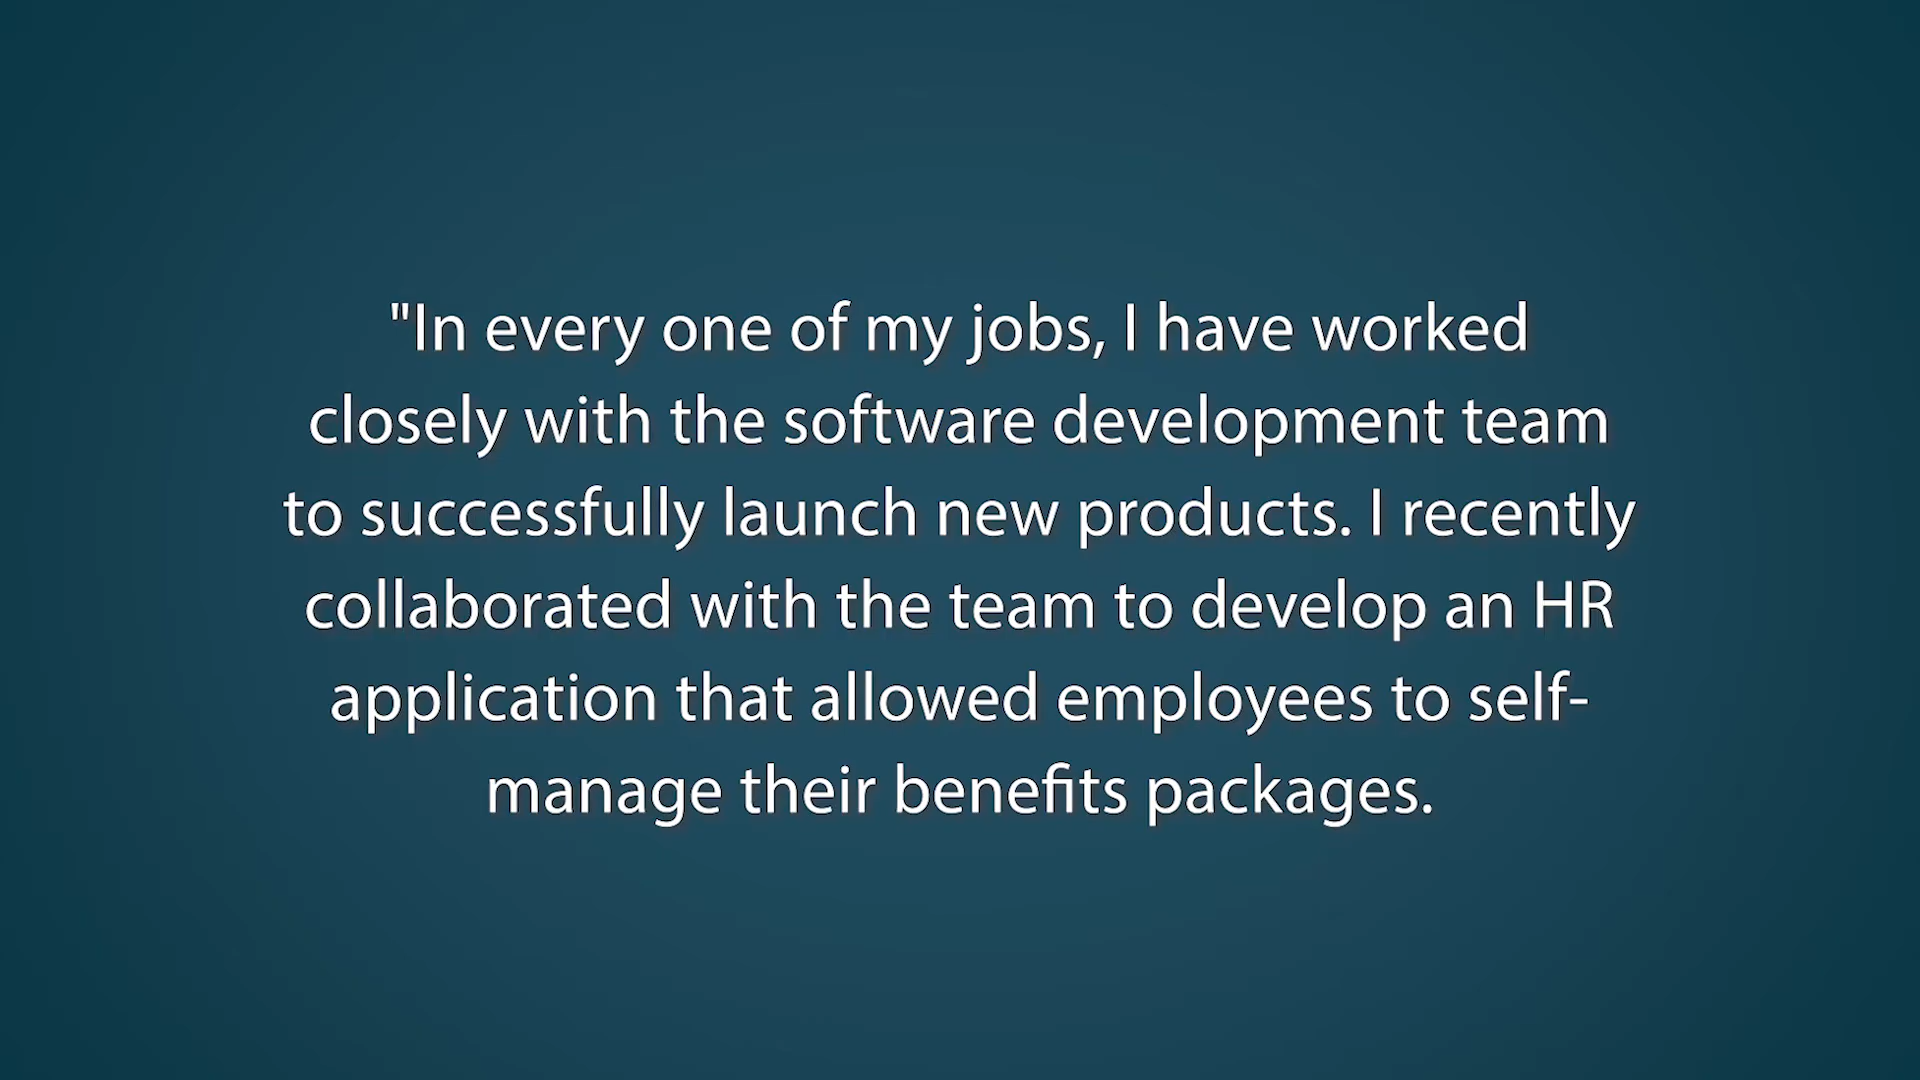 "In every one of my jobs, I have worked
closely with the software development team
to successfully launch new products. I recently
collaborated with the team to develop an HR
application that allowed employees to self-
manage their benefits packages.